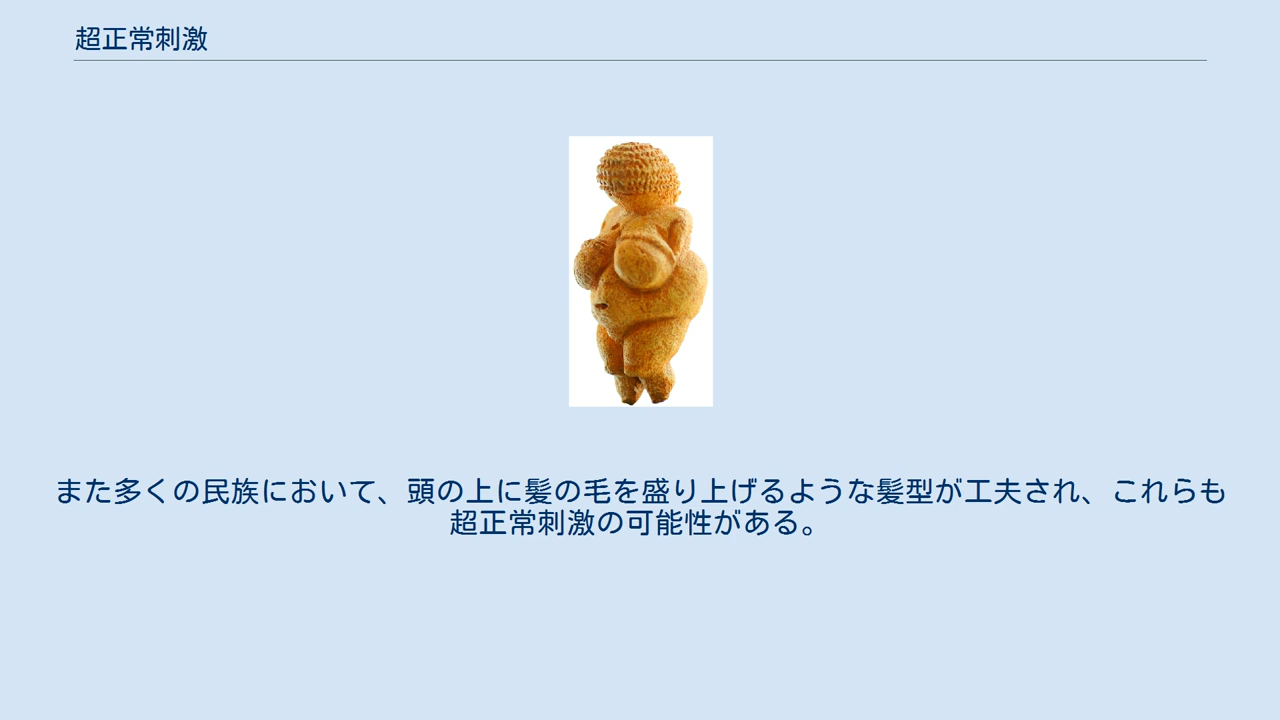 超正常刺激
また多くの民族において、頭の上に髪の毛を盛り上げるような髪型が工夫され、これらも
超正常刺激の可能性がある。